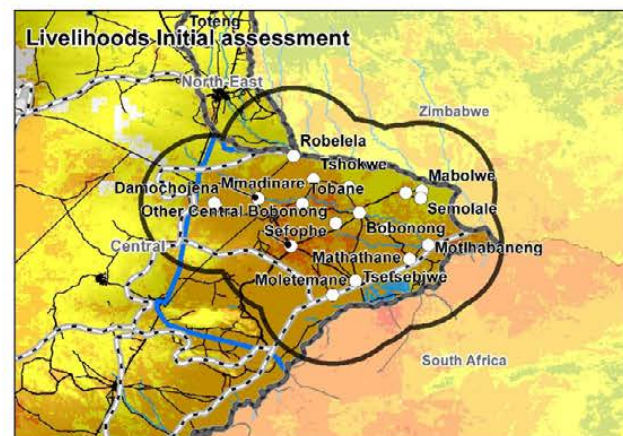 Toteng
Livelihoods Initial assessment
North-East
Zimbabwe
Robelela
Tshokwe
Damochojena
Mmadinare
Tobane
Mabolwe
Other Central Bobonong
Semolale
Sefophe
Bobonong
Central
Motlhabaneng
Mathathane
Moletemane
Tsetsebjwe
South Africa